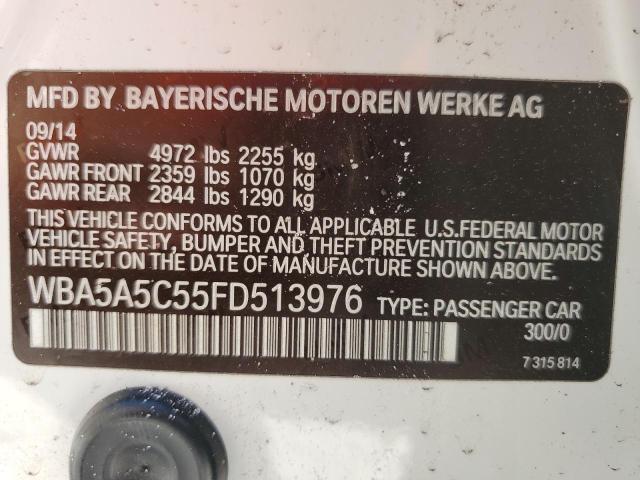 MFD BY BAYERISCHE MOTOREN WERKE AG
09/14
GVWR 4972 lbs 2255 kg
GAWR FRONT 2359 lbs 1070 kg
GAWR REAR 2844 lbs 1290 kg
THIS VEHICLE CONFORMS TO ALL APPLICABLE U.S.FEDERAL MOTOR
VEHICLE SAFETY, BUMPER AND THEFT PREVENTION STANDARDS
IN EFFECT ON THE DATE OF MANUFACTURE SHOWN ABOVE.
WBA5A5C55FD513976 TYPE: PASSENGER CAR
300/0
7 315 814